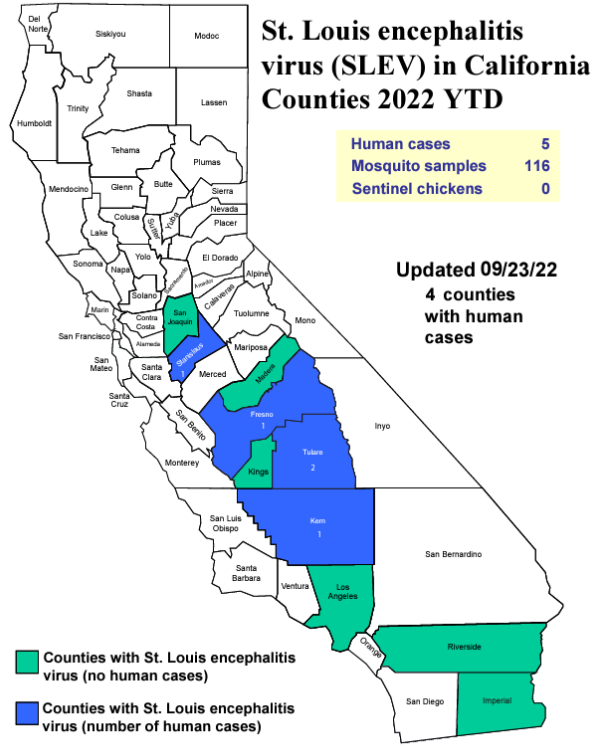 St. Louis encephalitis
virus (SLEV) in California
Counties 2022 YTD
Human cases 5
Mosquito samples 116
Sentinel chickens 0
Updated 09/23/22
4 counties
with human
cases
Del
Norte
Siskiyou
Modoc
Humboldt
Trinity
Shasta
Lassen
Tehama
Plumas
Mendocino
Glenn
Butte
Sierra
Colusa
Sutter
Yuba
Nevada
Placer
Lake
Sonoma
Napa
Yolo
Sacramento
El Dorado
Solano
Amador
Alpine
Calaveras
Marin
Contra
Costa
San
Joaquin
Tuolumne
Mono
San Francisco
Alameda
Stanislaus
1
Mariposa
San
Mateo
Santa
Clara
Merced
Madera
Santa
Cruz
San Beniro
Fresno
1
Inyo
Monterey
Kings
Tulare
2
San Luis
Obispo
Kern
1
San Bernardino
Santa
Barbara
Ventura
Los
Angeles
Orange
Riverside
San Diego
Imperial
Counties with St. Louis encephalitis
virus (no human cases)
Counties with St. Louis encephalitis
virus (number of human cases)